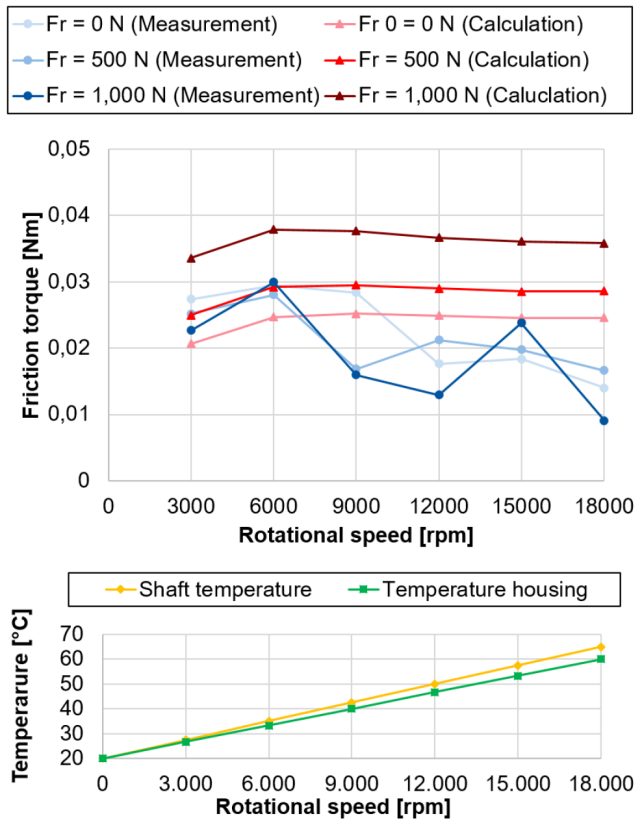 Fr = 0 N (Measurement) Fr 0 = 0 N (Calculation)
Fr = 500 N (Measurement) Fr = 500 N (Calculation)
Fr = 1,000 N (Measurement) Fr = 1,000 N (Caluclation)
Friction torque [Nm]
0,05
0,04
0,03
0,02
0,01
0
0 3000 6000 9000 12000 15000 18000
Rotational speed [rpm]
Shaft temperature Temperature housing
Temperarure [°C]
70
60
50
40
30
20
0 3.000 6.000 9.000 12.000 15.000 18.000
Rotational speed [rpm]